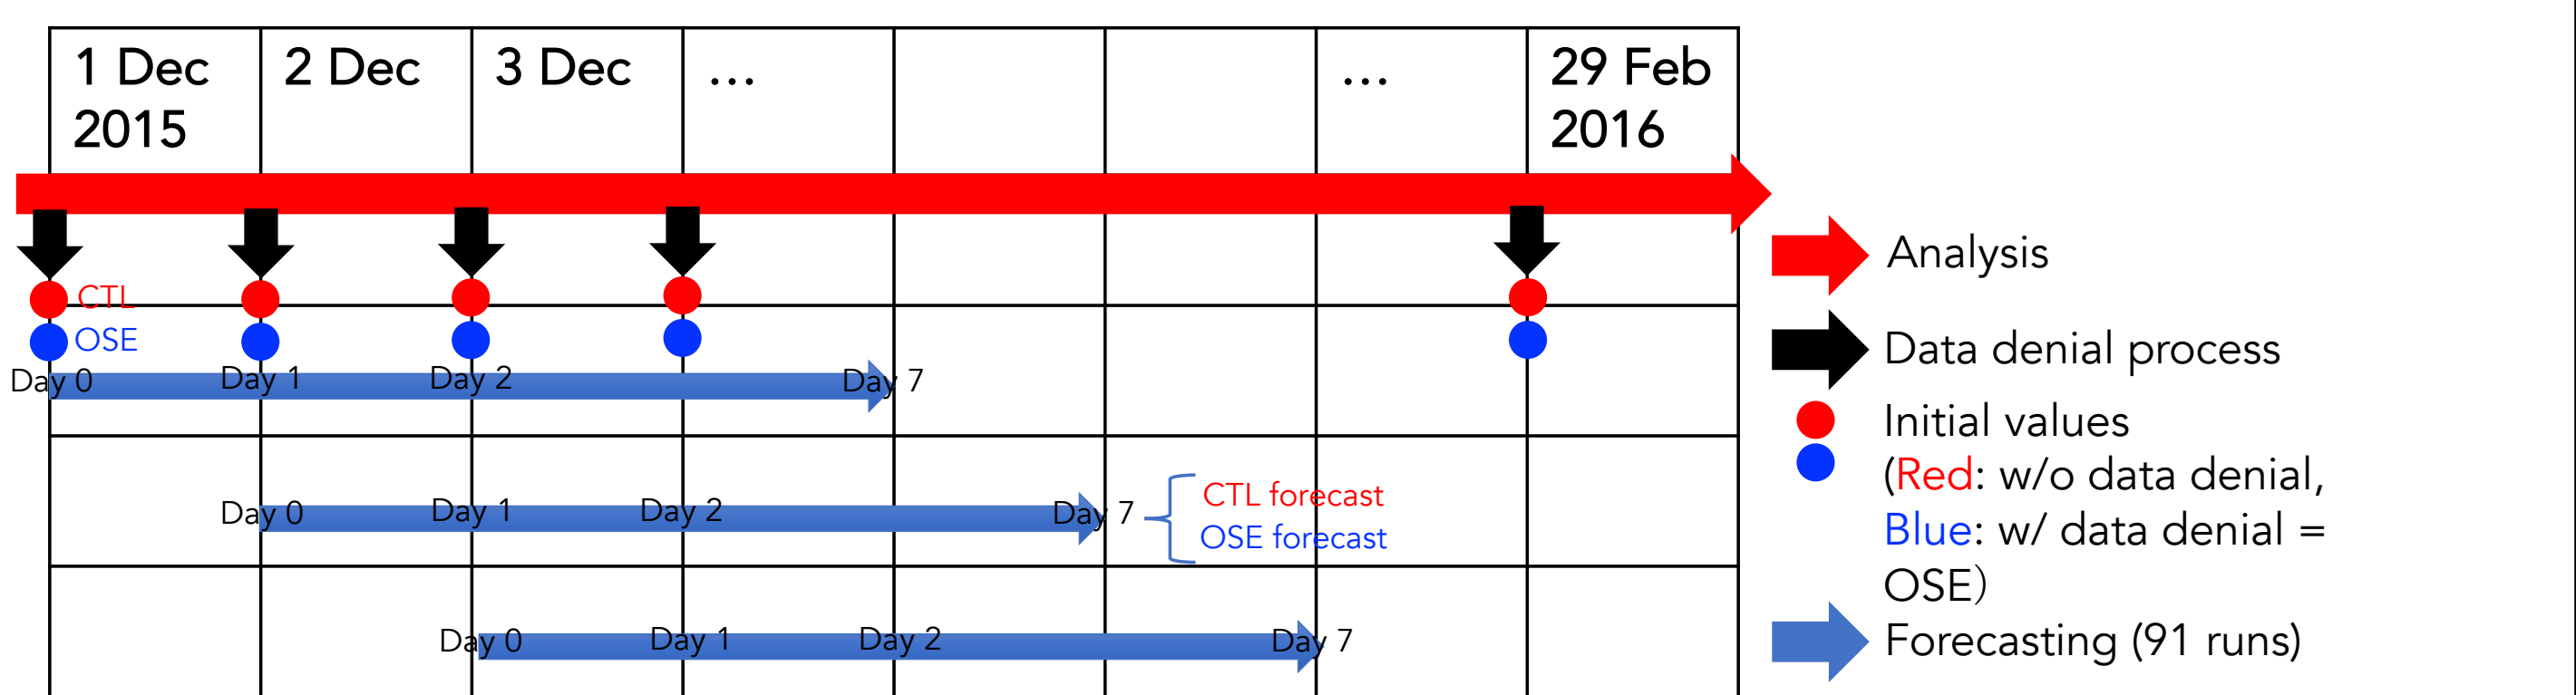 1 Dec 2015
2 Dec
3 Dec
...
...
29 Feb 2016
CTL
OSE
Day 0
Day 1
Day 2
Day 7
Day 0
Day 1
Day 2
Day 7
CTL forecast
OSE forecast
Day 0
Day 1
Day 2
Day 7
Analysis
Data denial process
Initial values
(Red: w/o data denial,
Blue: w/ data denial =
OSE）
Forecasting (91 runs)